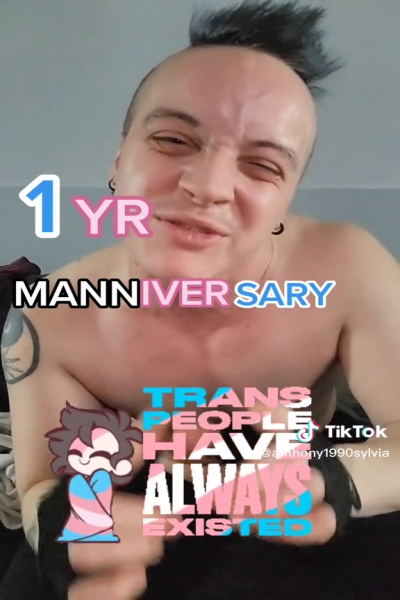 1 YR
MANNIVERSARY
TRANS
PEOPLE
HAVE
ALWAYS
EXISTED
TikTok
@anthony1990sylvia